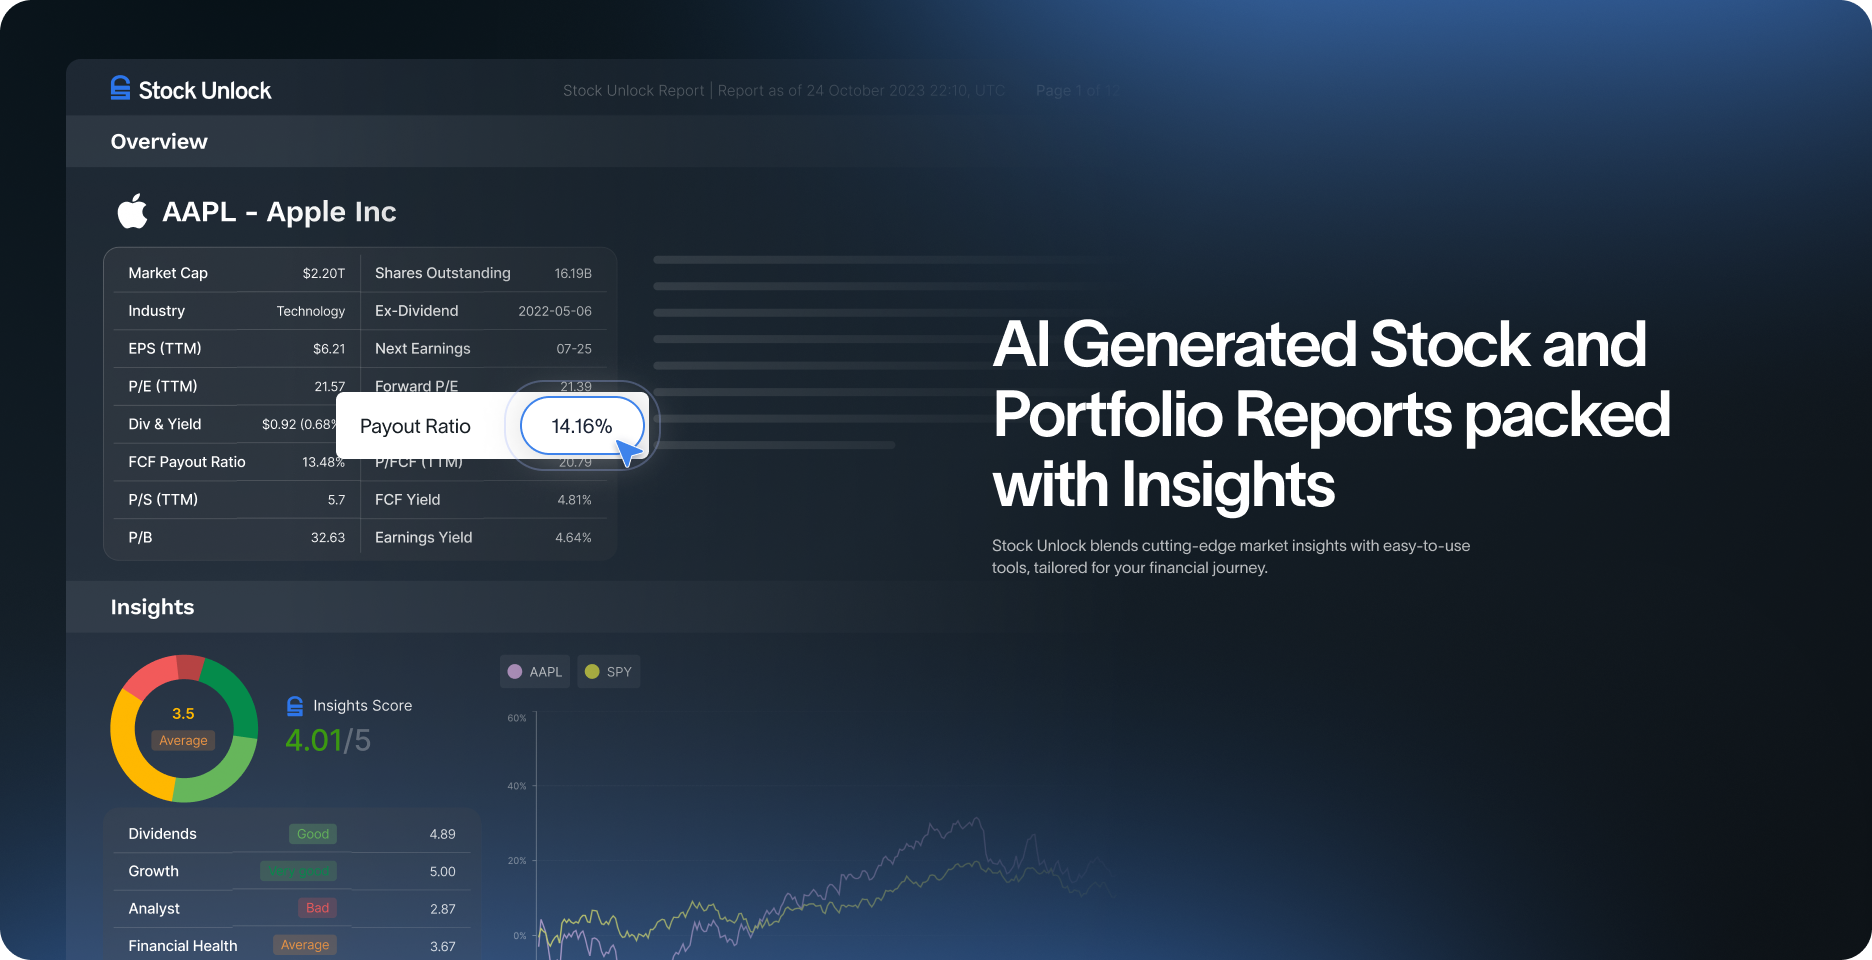 Stock Unlock
Stock Unlock Report | Report as of 24 October 2023 22:10, UTC
Page 1 of 12
Overview
AAPL - Apple Inc
Market Cap $2.20T Shares Outstanding 16.19B
Industry Technology Ex-Dividend 2022-05-06
EPS (TTM) $6.21 Next Earnings 07-25
P/E (TTM) 21.57 Forward P/E 21.39
Div & Yield $0.92 (0.68% Payout Ratio 14.16%
FCF Payout Ratio 13.48% P/FCF (TTM) 20.79
P/S (TTM) 5.7 FCF Yield 4.81%
P/B 32.63 Earnings Yield 4.64%
AI Generated Stock and
Portfolio Reports packed
with Insights
Stock Unlock blends cutting-edge market insights with easy-to-use
tools, tailored for your financial journey.
Insights
3.5
Average
Insights Score
4.01/5
Dividends Good 4.89
Growth Very good 5.00
Analyst Bad 2.87
Financial Health Average 3.67
AAPL SPY
60%
40%
20%
0%